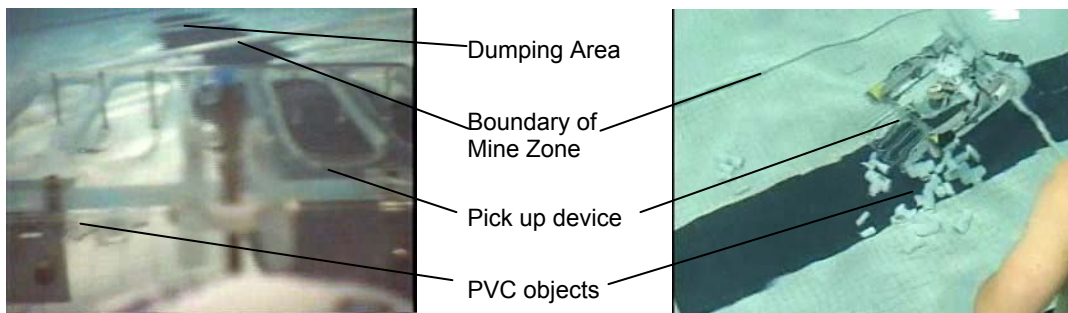 Dumping Area
Boundary of
Mine Zone
Pick up device
PVC objects